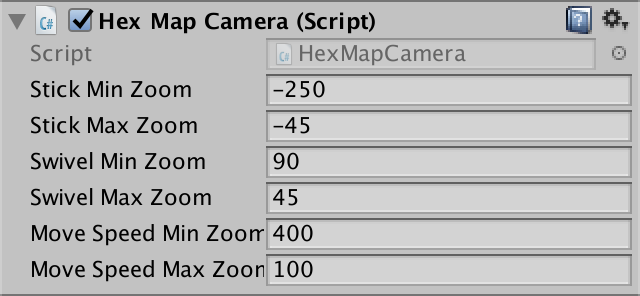 C# Hex Map Camera (Script)
Script C# HexMapCamera
Stick Min Zoom -250
Stick Max Zoom -45
Swivel Min Zoom 90
Swivel Max Zoom 45
Move Speed Min Zoom 400
Move Speed Max Zoom 100